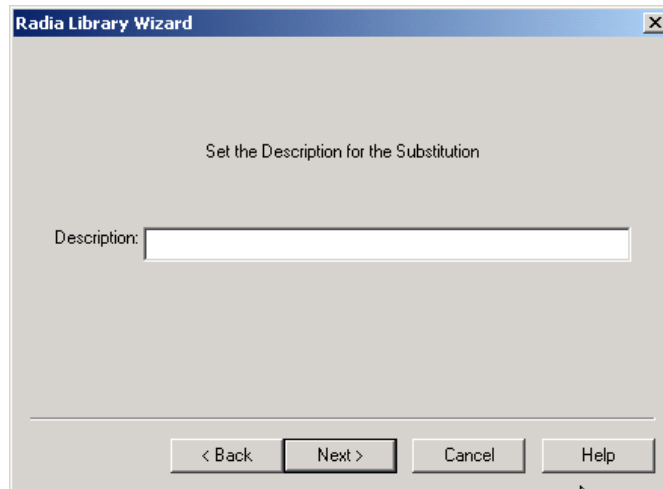 Radia Library Wizard
Set the Description for the Substitution
Description:
< Back Next > Cancel Help